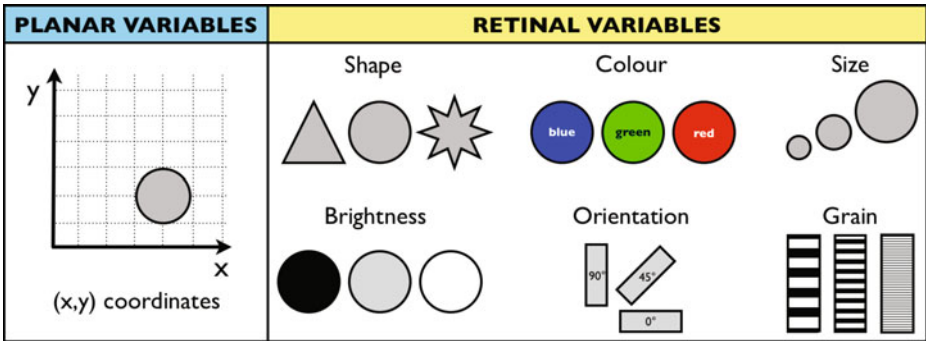 PLANAR VARIABLES
RETINAL VARIABLES
y
x
(x,y) coordinates
Shape
Colour
Size
blue
green
red
Brightness
Orientation
Grain
90°
45°
0°